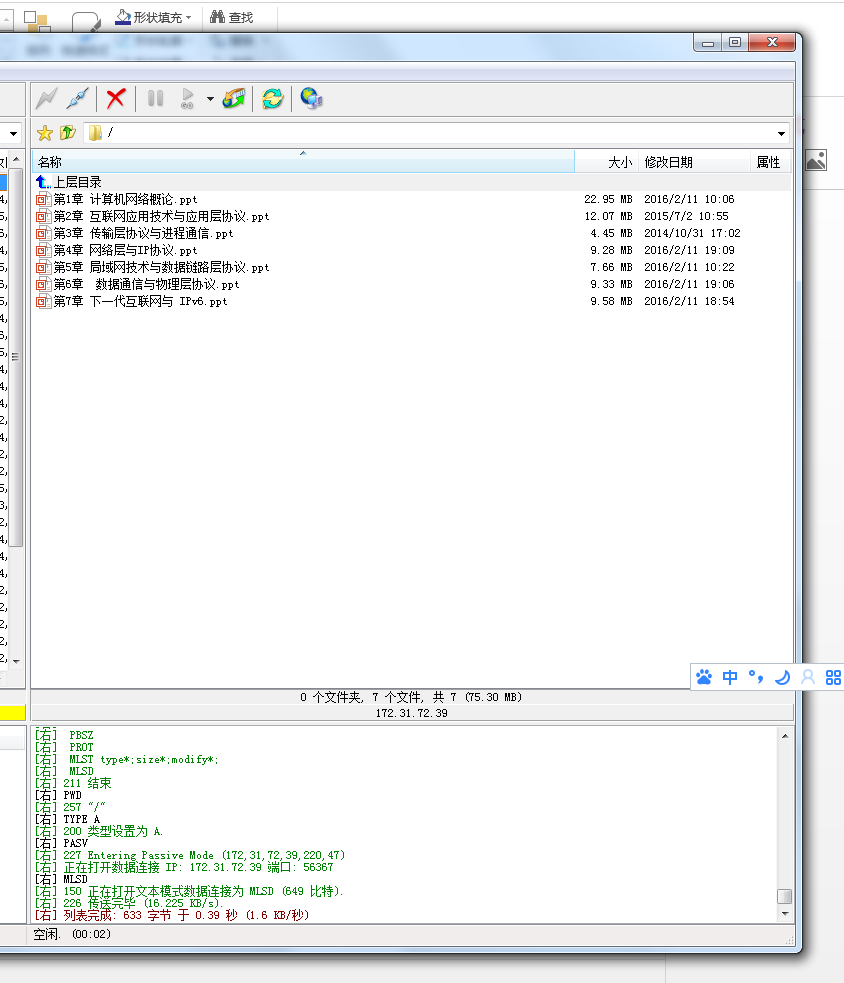 形状填充 查找
/
名称 大小 修改日期 属性
上层目录
第1章 计算机网络概论.ppt 22.95 MB 2016/2/11 10:06
第2章 互联网应用技术与应用层协议.ppt 12.07 MB 2015/7/2 10:55
第3章 传输层协议与进程通信.ppt 4.45 MB 2014/10/31 17:02
第4章 网络层与IP协议.ppt 9.28 MB 2016/2/11 19:09
第5章 局域网技术与数据链路层协议.ppt 7.66 MB 2016/2/11 10:22
第6章 数据通信与物理层协议.ppt 9.33 MB 2016/2/11 19:06
第7章 下一代互联网与 IPv6.ppt 9.58 MB 2016/2/11 18:54
中
0 个文件夹, 7 个文件, 共 7 (75.30 MB)
172.31.72.39
[右] PBSZ
[右] PROT
[右] MLST type*;size*;modify*;
[右] MLSD
[右] 211 结束
[右] PWD
[右] 257 "/"
[右] TYPE A
[右] 200 类型设置为 A.
[右] PASV
[右] 227 Entering Passive Mode (172,31,72,39,220,47)
[右] 正在打开数据连接 IP: 172.31.72.39 端口: 56367
[右] MLSD
[右] 150 正在打开文本模式数据连接为 MLSD (649 比特).
[右] 226 传送完毕 (16.225 KB/s).
[右] 列表完成: 633 字节 于 0.39 秒 (1.6 KB/秒)
空闲. (00:02)